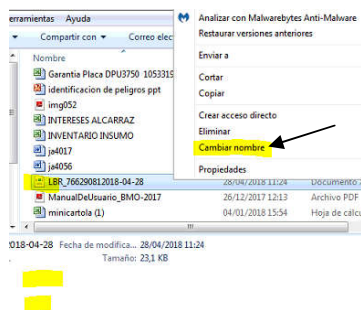 erramientas Ayuda
Compartir con Correo elec
Nombre
Garantia Placa DPU3750 1053319
identificacion de peligros ppt
img052
INTERESES ALCARRAZ
INVENTARIO INSUMO
ja4017
ja4056
LBR_766290812018-04-28 28/04/2018 11:24 Documento
ManualDeUsuario_BMO-2017 26/12/2017 12:13 Archivo PDF
minicartola (1) 04/01/2018 15:54 Hoja de cálcu
Analizar con Malwarebytes Anti-Malware
Restaurar versiones anteriores
Enviar a
Cortar
Copiar
Crear acceso directo
Eliminar
Cambiar nombre
Propiedades
2018-04-28 Fecha de modifica... 28/04/2018 11:24
Tamaño: 23,1 KB